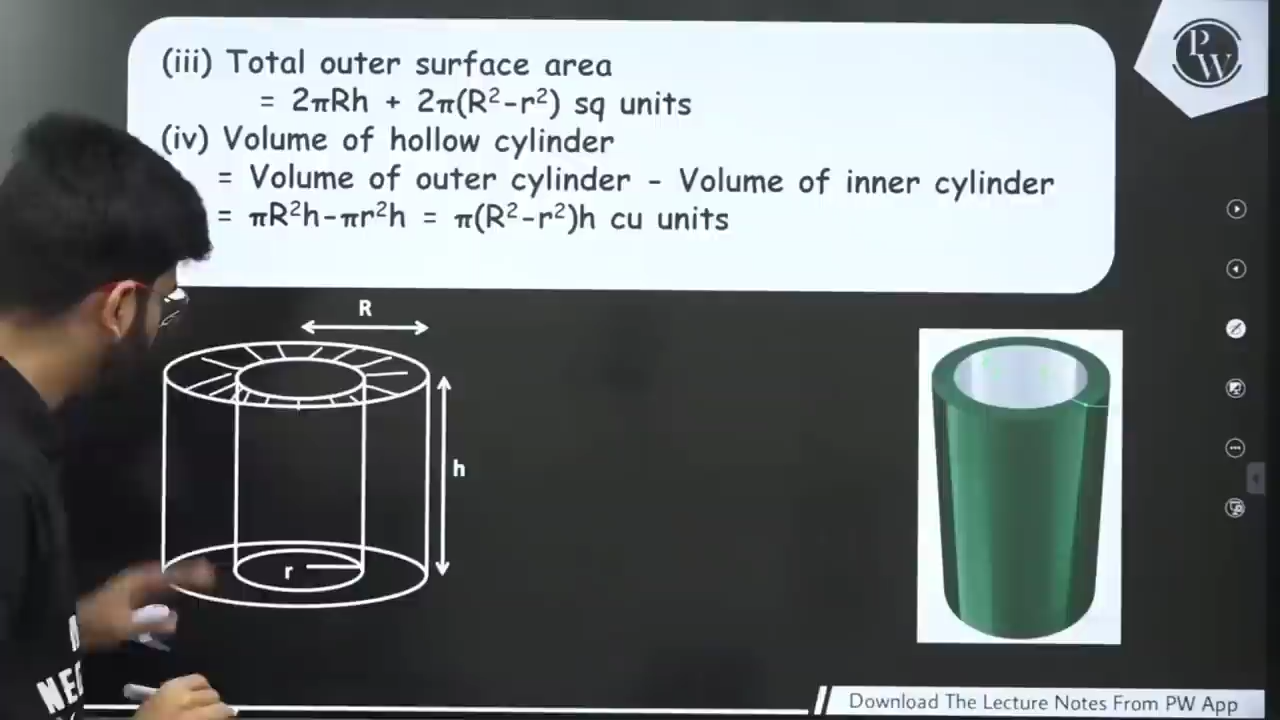 (iii) Total outer surface area
= 2πRh + 2π(R²-r²) sq units
(iv) Volume of hollow cylinder
= Volume of outer cylinder - Volume of inner cylinder
= πR²h-πr²h = π(R²-r²)h cu units
PW
R
h
r
Download The Lecture Notes From PW App